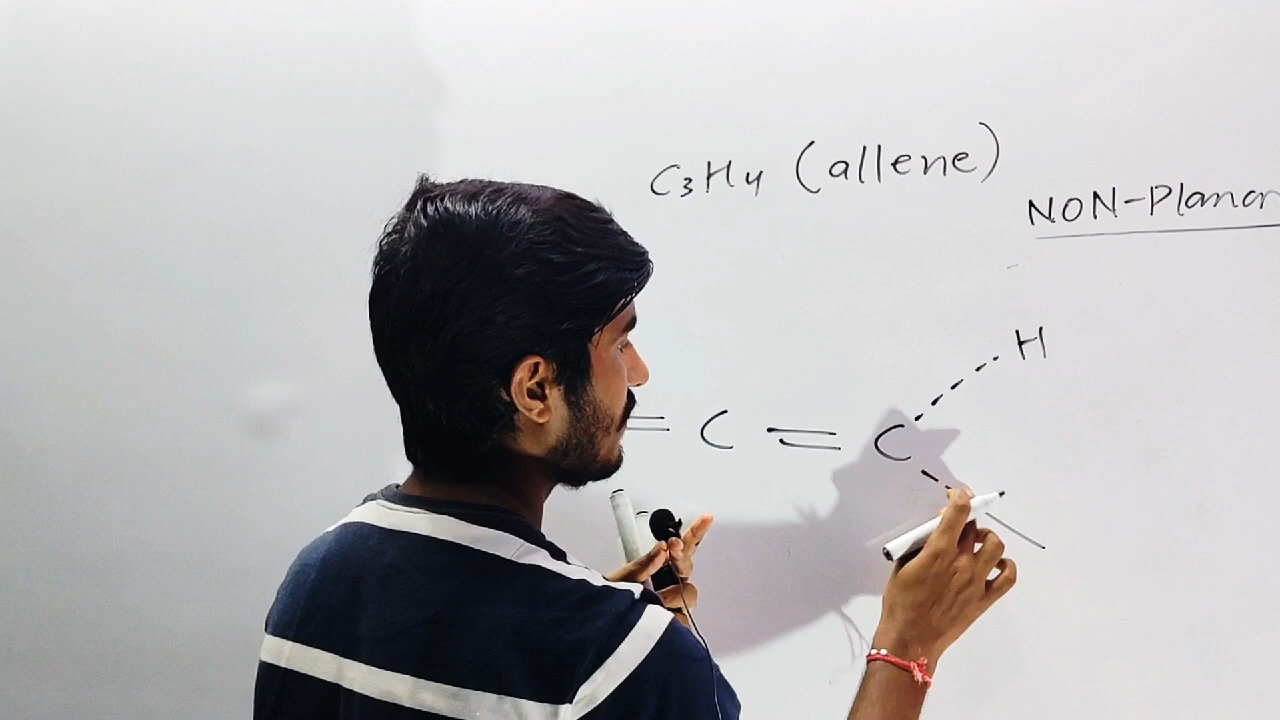 C3H4 (allene)
NON-Planar
H
= C = C